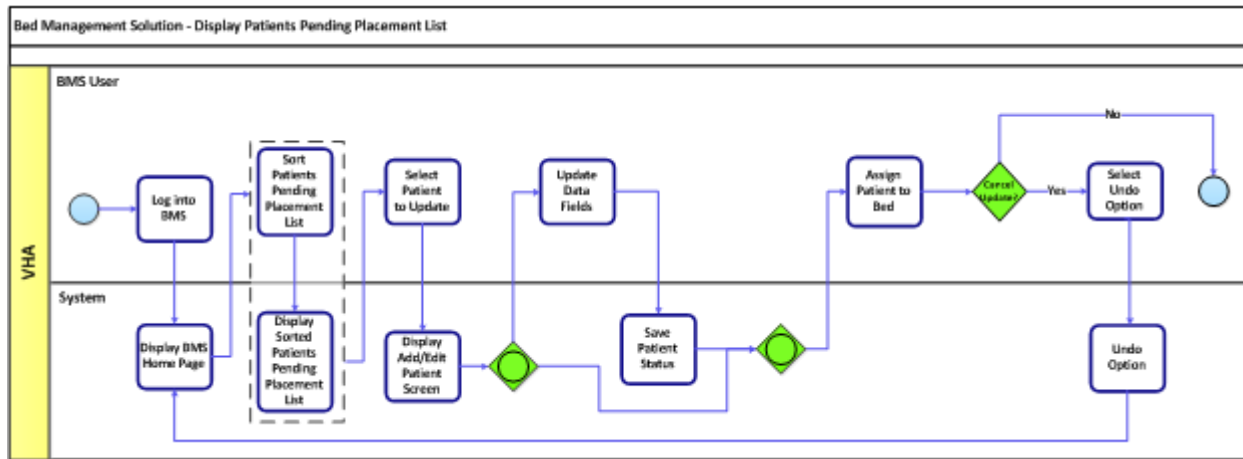 Bed Management Solution - Display Patients Pending Placement List
VHA
BMS User
Log into
BMS
Sort
Patients
Pending
Placement
List
Select
Patient
to Update
Update
Data
Fields
Assign
Patient to
Bed
Cancel
Update?
No
Yes
Select
Undo
Option
System
Display BMS
Home Page
Display
Sorted
Patients
Pending
Placement
List
Display
Add/Edit
Patient
Screen
Save
Patient
Status
Undo
Option